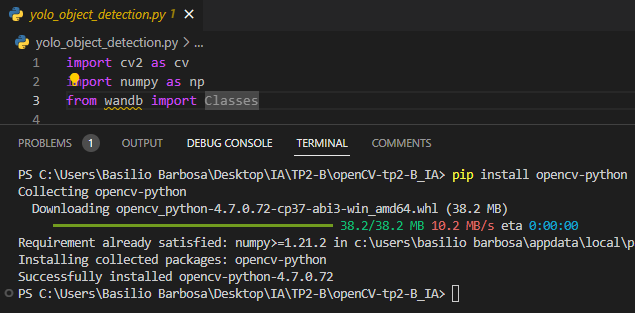 yolo_object_detection.py 1 ×
yolo_object_detection.py > ...
1 import cv2 as cv
2 import numpy as np
3 from wandb import Classes
4
PROBLEMS 1 OUTPUT DEBUG CONSOLE TERMINAL COMMENTS
PS C:\Users\Basilio Barbosa\Desktop\IA\TP2-B\openCV-tp2-B_IA> pip install opencv-python
Collecting opencv-python
Downloading opencv_python-4.7.0.72-cp37-abi3-win_amd64.whl (38.2 MB)
38.2/38.2 MB 10.2 MB/s eta 0:00:00
Requirement already satisfied: numpy>=1.21.2 in c:\users\basilio barbosa\appdata\local\p
Installing collected packages: opencv-python
Successfully installed opencv-python-4.7.0.72
PS C:\Users\Basilio Barbosa\Desktop\IA\TP2-B\openCV-tp2-B_IA>